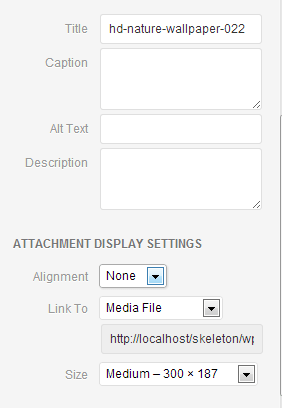 Title hd-nature-wallpaper-022
Caption
Alt Text
Description
ATTACHMENT DISPLAY SETTINGS
Alignment None
Link To Media File
http://localhost/skeleton/wp
Size Medium – 300 × 187